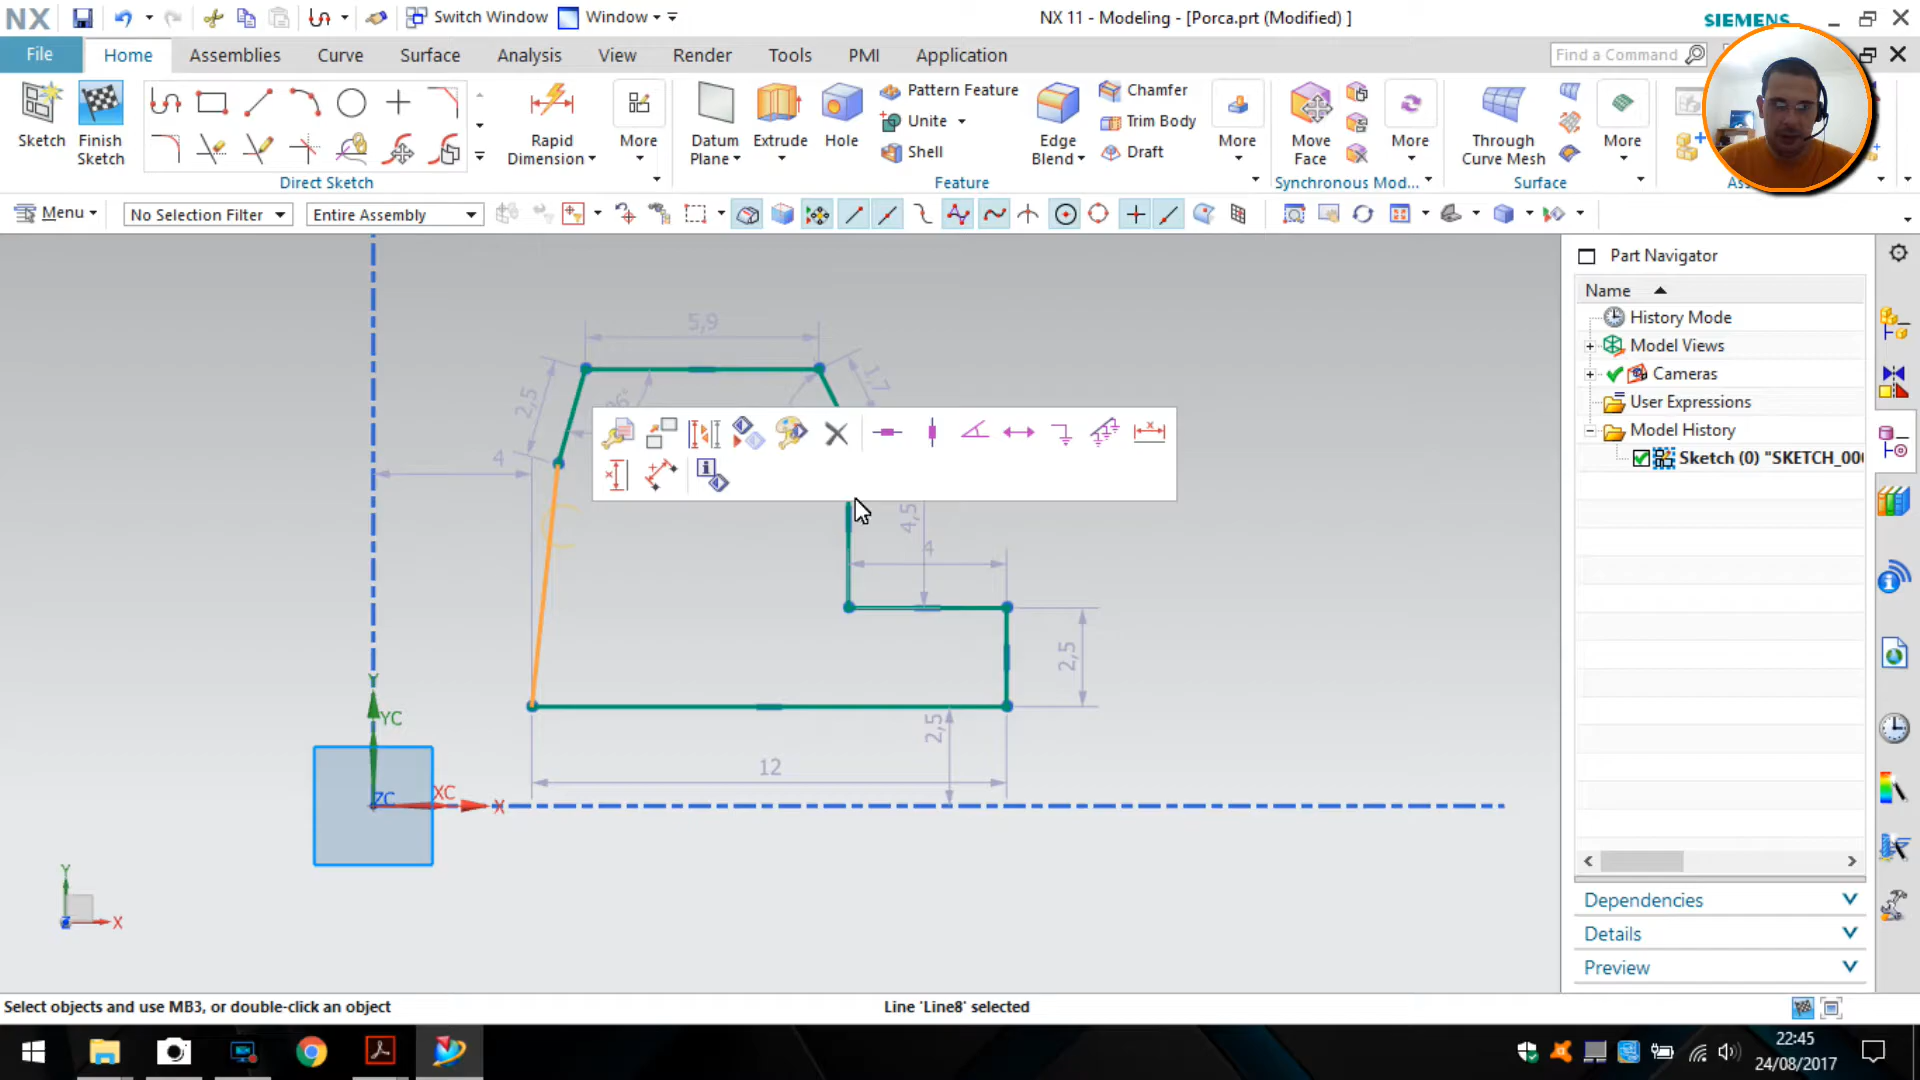 NX
Switch Window
Window
NX 11 - Modeling - [Porca.prt (Modified) ]
SIEMENS
File
Home
Assemblies
Curve
Surface
Analysis
View
Render
Tools
PMI
Application
Find a Command
Sketch
Finish Sketch
Direct Sketch
Rapid Dimension
More
Datum Plane
Extrude
Hole
Pattern Feature
Unite
Shell
Edge Blend
Chamfer
Trim Body
Draft
More
Feature
Move Face
More
Synchronous Mod...
Through Curve Mesh
More
Surface
Menu
No Selection Filter
Entire Assembly
Part Navigator
Name
History Mode
Model Views
Cameras
User Expressions
Model History
Sketch (0) "SKETCH_00
Dependencies
Details
Preview
5,9
2,5
1,7
4
4,5
4
2,5
2,5
12
Y
YC
ZC
XC
X
Y
X
Select objects and use MB3, or double-click an object
Line 'Line8' selected
22:45
24/08/2017